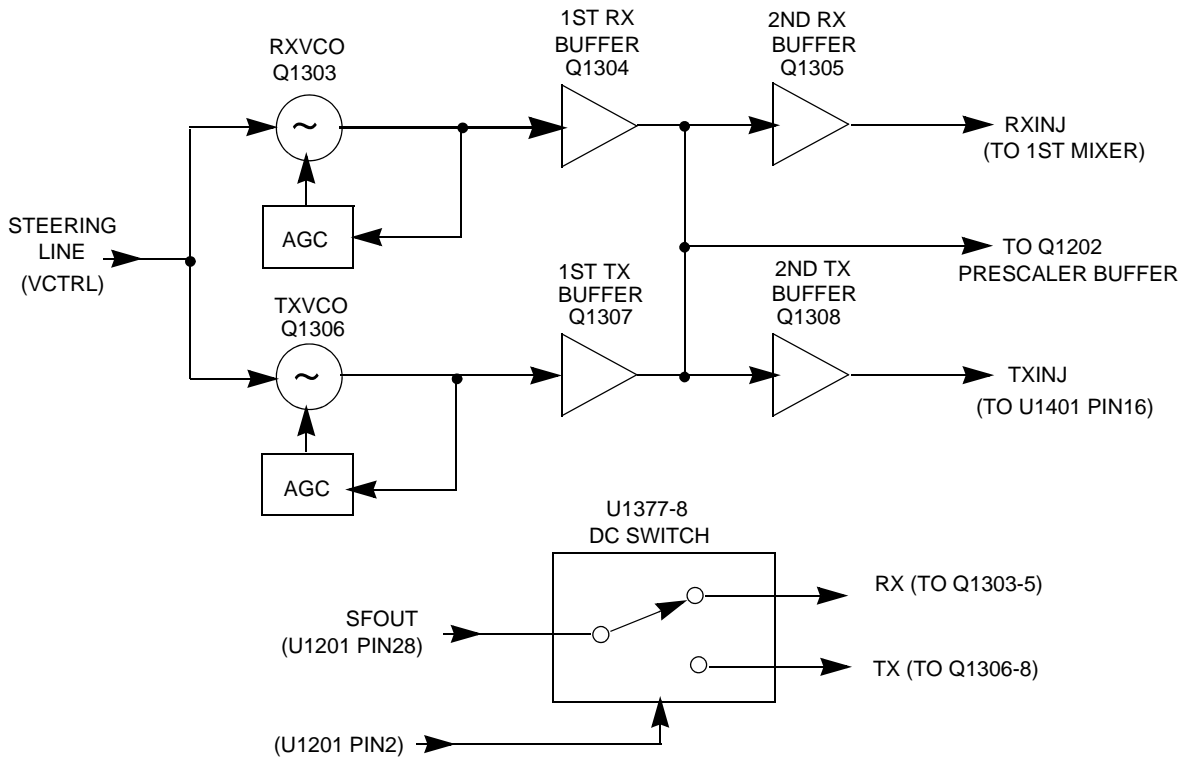 RXVCO
Q1303
1ST RX
BUFFER
Q1304
2ND RX
BUFFER
Q1305
~
RXINJ
(TO 1ST MIXER)
AGC
STEERING
LINE
(VCTRL)
TO Q1202
PRESCALER BUFFER
TXVCO
Q1306
1ST TX
BUFFER
Q1307
2ND TX
BUFFER
Q1308
~
TXINJ
(TO U1401 PIN16)
AGC
U1377-8
DC SWITCH
SFOUT
(U1201 PIN28)
RX (TO Q1303-5)
TX (TO Q1306-8)
(U1201 PIN2)